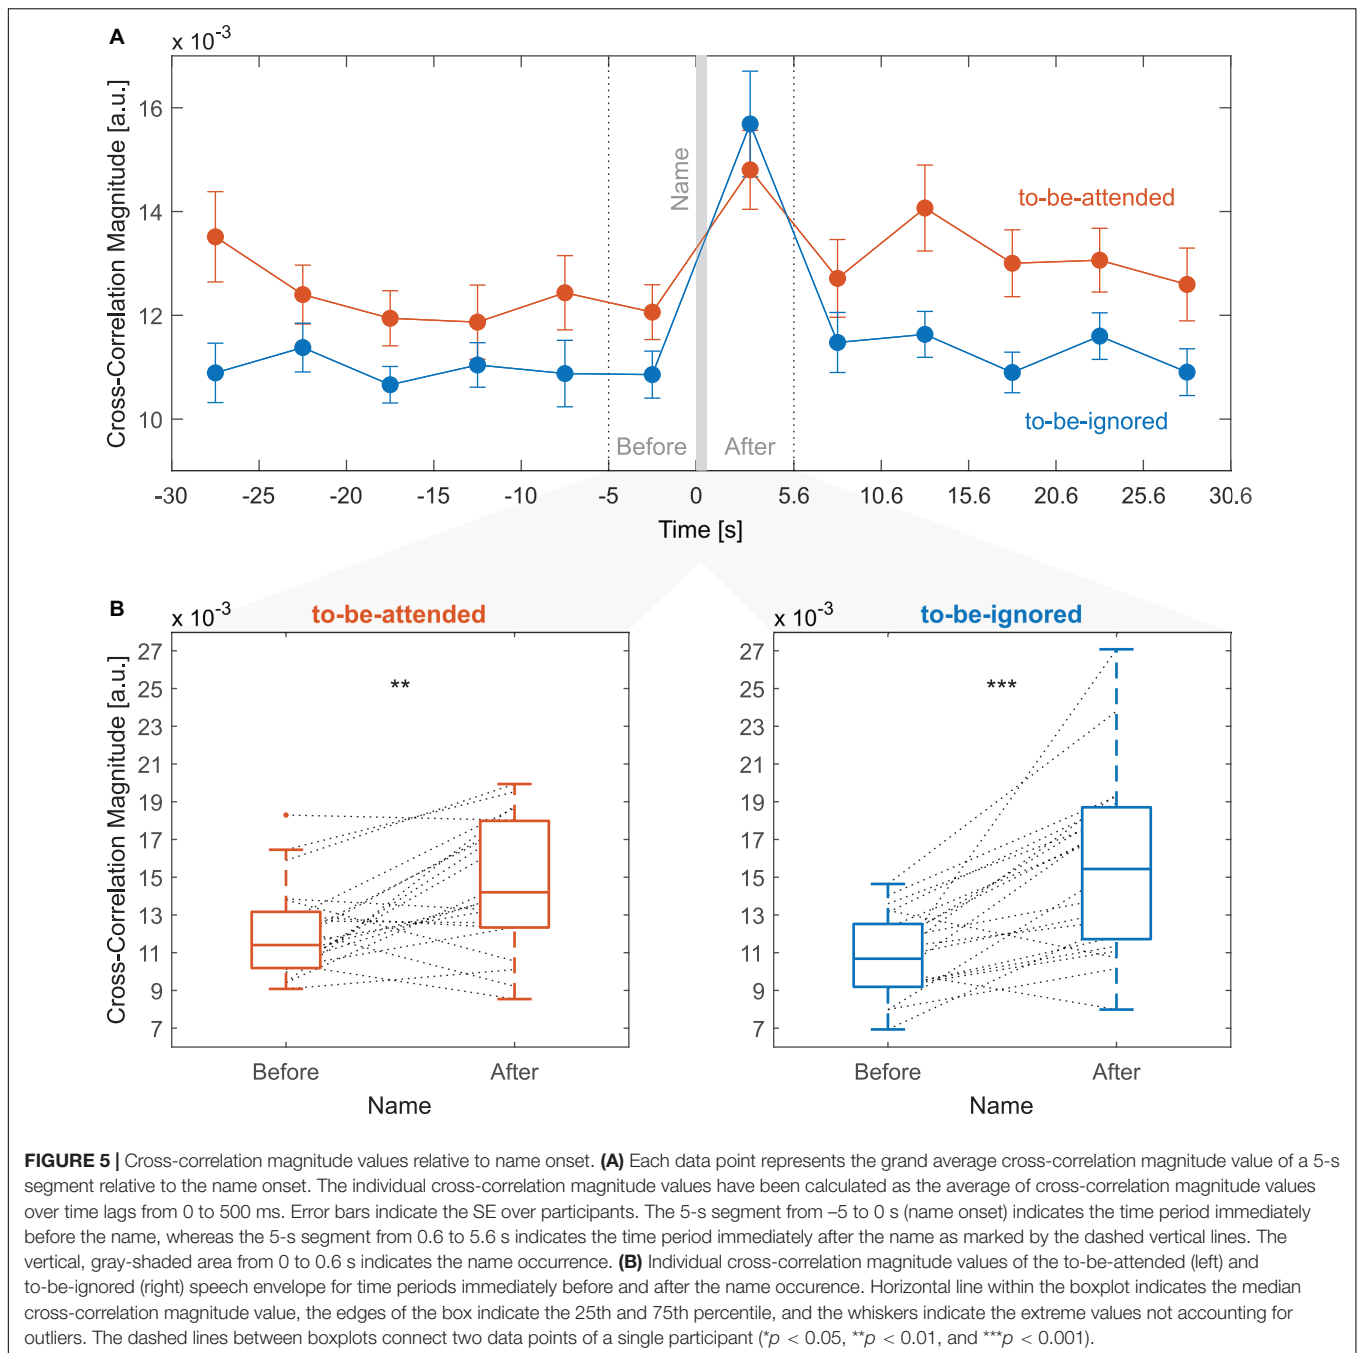 A
x 10-3
Cross-Correlation Magnitude [a.u.]
16
14
12
10
Name
to-be-attended
to-be-ignored
Before
After
-30 -25 -20 -15 -10 -5 0 5.6 10.6 15.6 20.6 25.6 30.6
Time [s]
B
x 10-3
to-be-attended
Cross-Correlation Magnitude [a.u.]
27
25
23
21
19
17
15
13
11
9
7
**
Before After
Name
x 10-3
to-be-ignored
27
25
23
21
19
17
15
13
11
9
7
***
Before After
Name
FIGURE 5 | Cross-correlation magnitude values relative to name onset. (A) Each data point represents the grand average cross-correlation magnitude value of a 5-s
segment relative to the name onset. The individual cross-correlation magnitude values have been calculated as the average of cross-correlation magnitude values
over time lags from 0 to 500 ms. Error bars indicate the SE over participants. The 5-s segment from –5 to 0 s (name onset) indicates the time period immediately
before the name, whereas the 5-s segment from 0.6 to 5.6 s indicates the time period immediately after the name as marked by the dashed vertical lines. The
vertical, gray-shaded area from 0 to 0.6 s indicates the name occurrence. (B) Individual cross-correlation magnitude values of the to-be-attended (left) and
to-be-ignored (right) speech envelope for time periods immediately before and after the name occurence. Horizontal line within the boxplot indicates the median
cross-correlation magnitude value, the edges of the box indicate the 25th and 75th percentile, and the whiskers indicate the extreme values not accounting for
outliers. The dashed lines between boxplots connect two data points of a single participant (*p < 0.05, **p < 0.01, and ***p < 0.001).